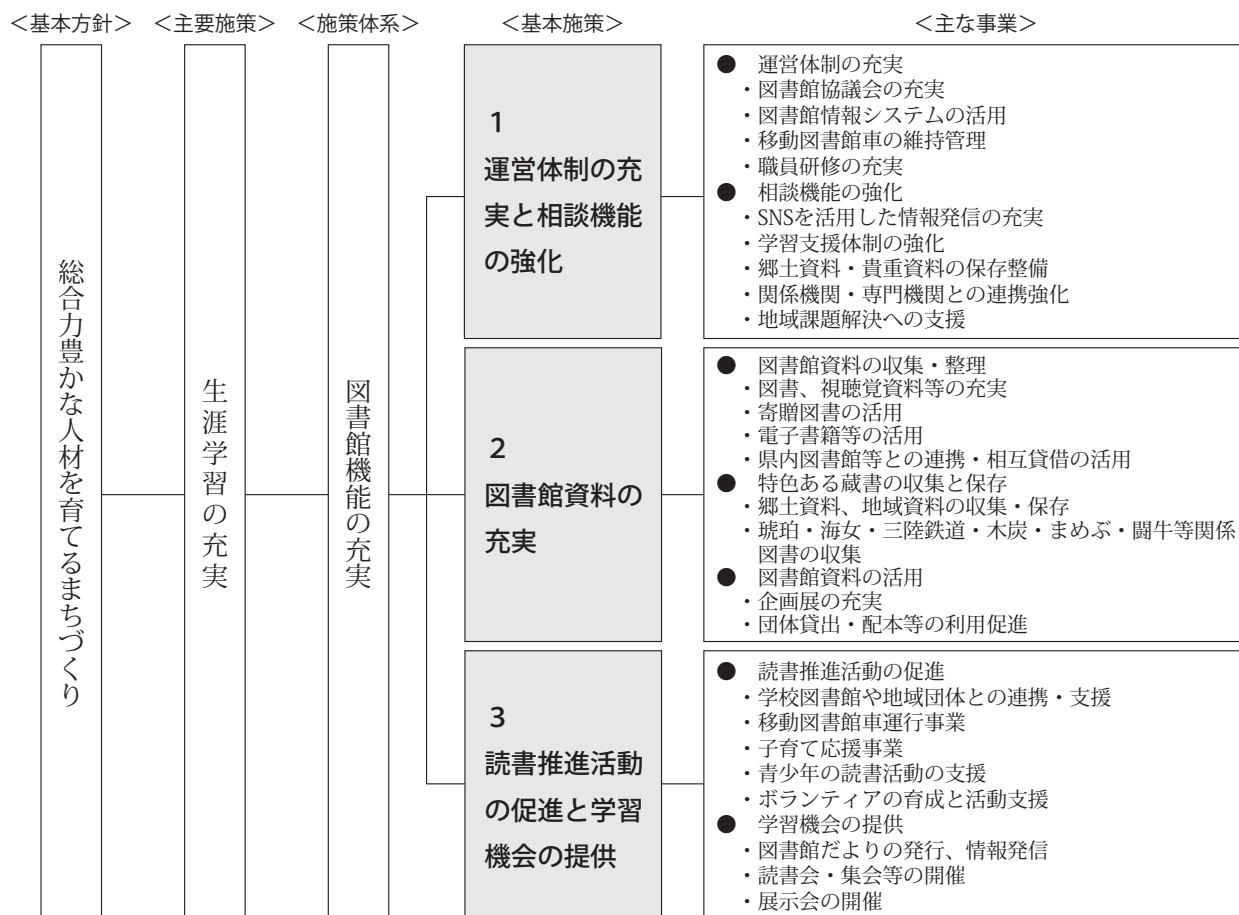 ＜基本方針＞ ＜主要施策＞ ＜施策体系＞ ＜基本施策＞ ＜主な事業＞
総合力豊かな人材を育てるまちづくり
生涯学習の充実
図書館機能の充実
1
運営体制の充
実と相談機能
の強化
● 運営体制の充実
・図書館協議会の充実
・図書館情報システムの活用
・移動図書館車の維持管理
・職員研修の充実
● 相談機能の強化
・SNSを活用した情報発信の充実
・学習支援体制の強化
・郷土資料・貴重資料の保存整備
・関係機関・専門機関との連携強化
・地域課題解決への支援
2
図書館資料の
充実
● 図書館資料の収集・整理
・図書、視聴覚資料等の充実
・寄贈図書の活用
・電子書籍等の活用
・県内図書館等との連携・相互貸借の活用
● 特色ある蔵書の収集と保存
・郷土資料、地域資料の収集・保存
・琥珀・海女・三陸鉄道・木炭・まめぶ・闘牛等関係
図書の収集
● 図書館資料の活用
・企画展の充実
・団体貸出・配本等の利用促進
3
読書推進活動
の促進と学習
機会の提供
● 読書推進活動の促進
・学校図書館や地域団体との連携・支援
・移動図書館車運行事業
・子育て応援事業
・青少年の読書活動の支援
・ボランティアの育成と活動支援
● 学習機会の提供
・図書館だよりの発行、情報発信
・読書会・集会等の開催
・展示会の開催